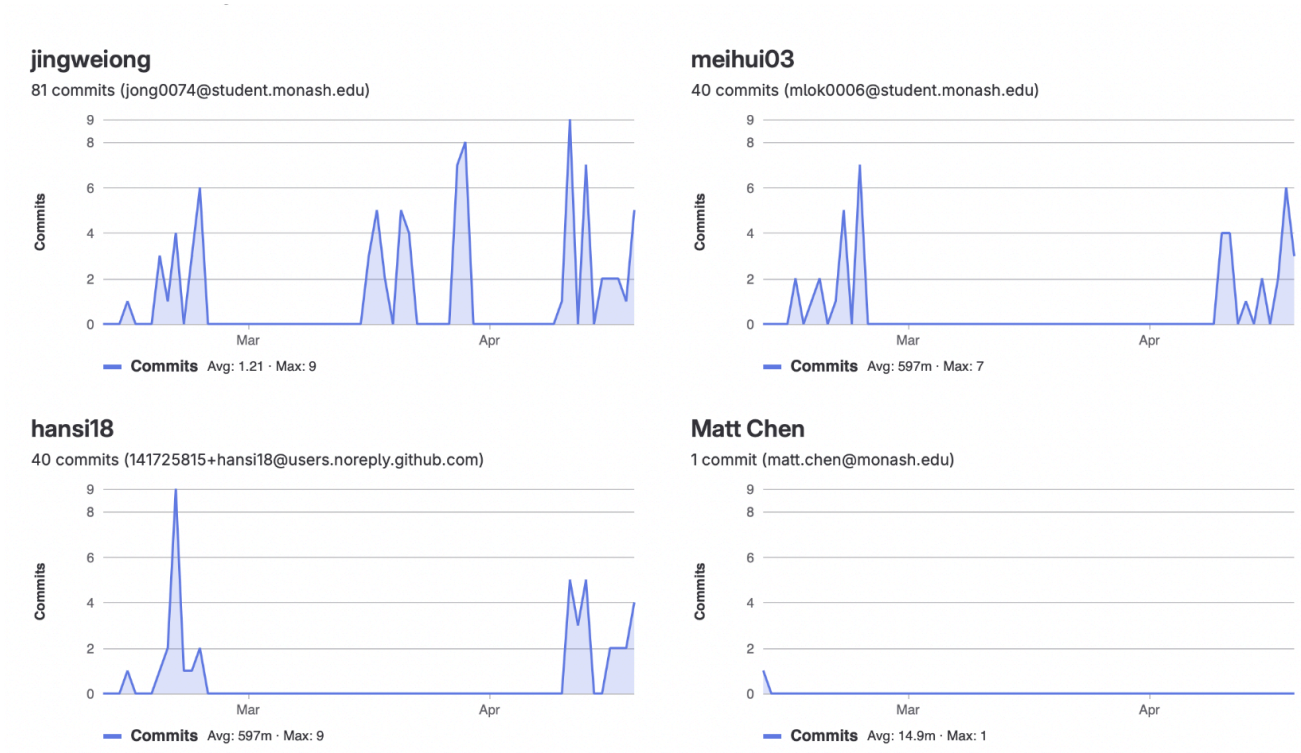 jingweiong
81 commits (jong0074@student.monash.edu)
9
8
6
4
2
0
Commits
Mar
Apr
Commits Avg: 1.21 · Max: 9
meihui03
40 commits (mlok0006@student.monash.edu)
9
8
6
4
2
0
Commits
Mar
Apr
Commits Avg: 597m · Max: 7
hansi18
40 commits (141725815+hansi18@users.noreply.github.com)
9
8
6
4
2
0
Commits
Mar
Apr
Commits Avg: 597m · Max: 9
Matt Chen
1 commit (matt.chen@monash.edu)
9
8
6
4
2
0
Commits
Mar
Apr
Commits Avg: 14.9m · Max: 1